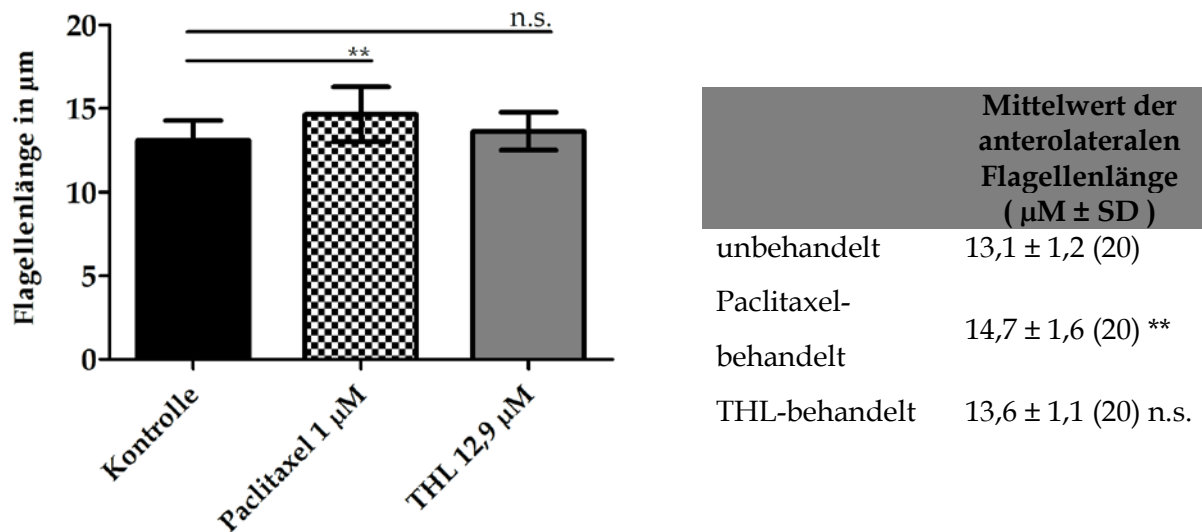 20
15
10
5
0
Flagellenlänge in µm
n.s.
**
Kontrolle
Paclitaxel 1 µM
THL 12,9 µM
Mittelwert der
anterolateralen
Flagellenlänge
( µM ± SD )
unbehandelt 13,1 ± 1,2 (20)
Paclitaxel-
behandelt 14,7 ± 1,6 (20) **
THL-behandelt 13,6 ± 1,1 (20) n.s.